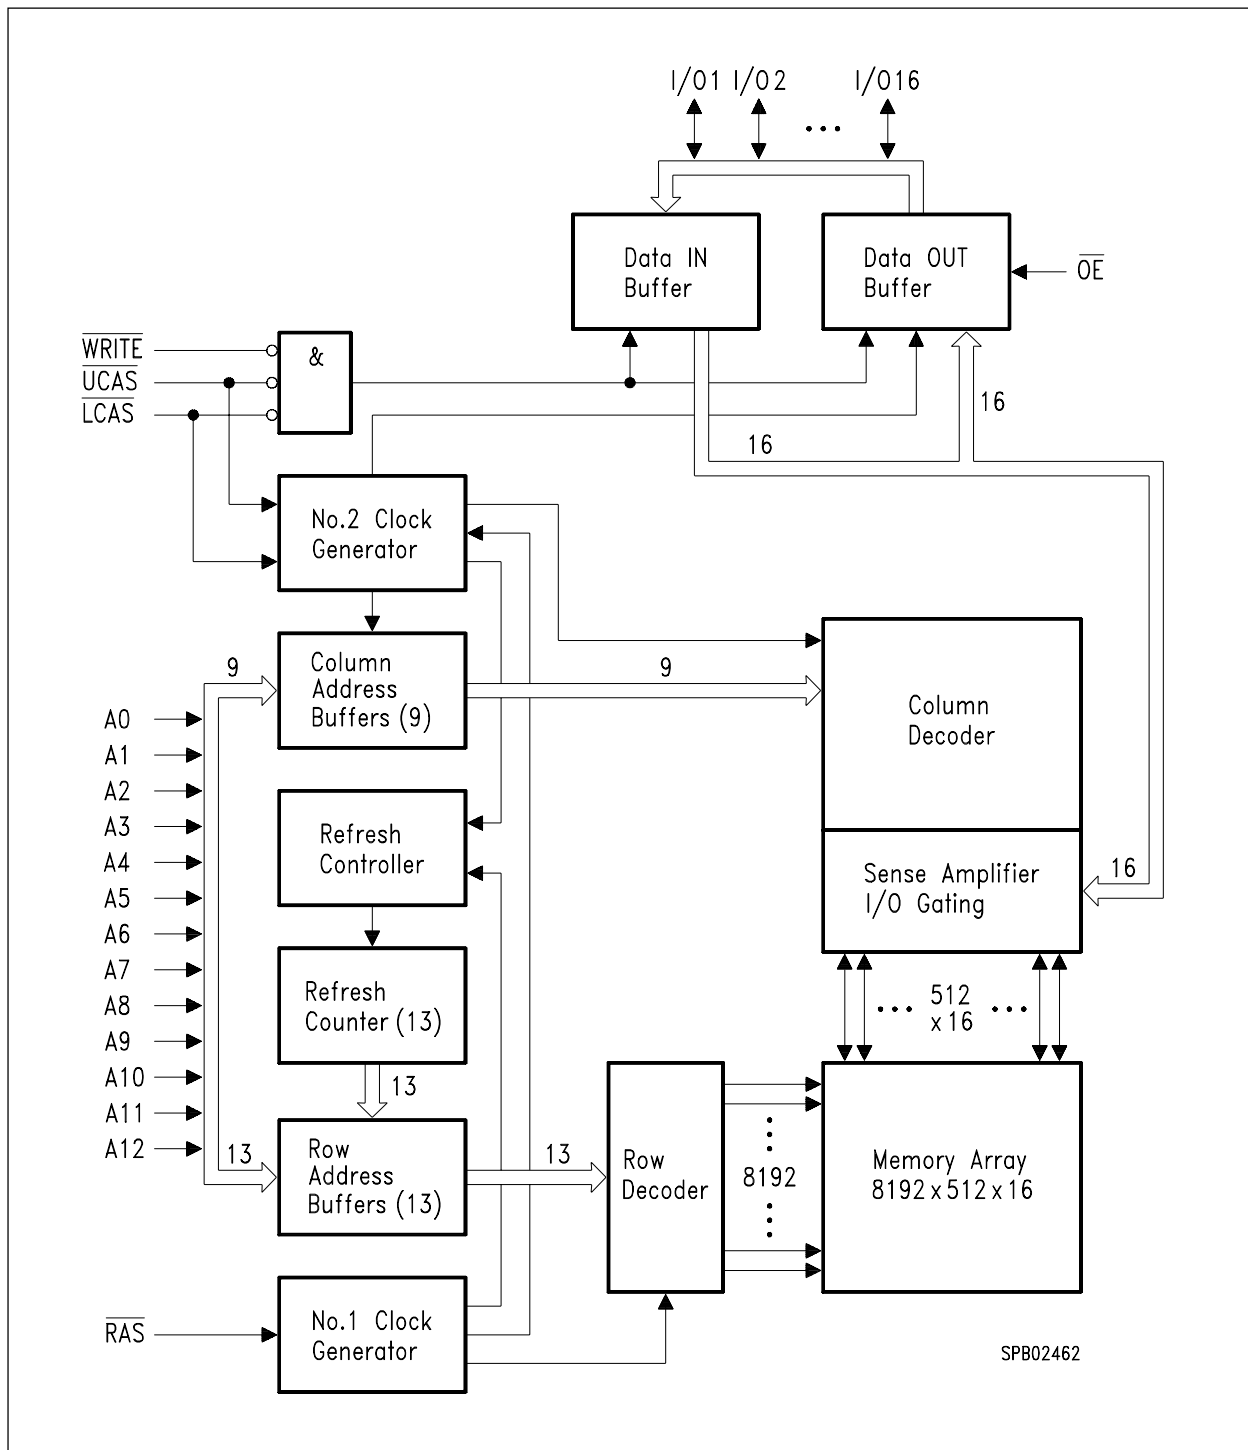 I/O1 I/O2 ... I/O16
Data IN
Buffer
Data OUT
Buffer
OE
WRITE
UCAS
LCAS
&
16
16
No.2 Clock
Generator
9
Column
Address
Buffers (9)
9
Column
Decoder
A0
A1
A2
A3
A4
A5
A6
A7
A8
A9
A10
A11
A12
Refresh
Controller
Sense Amplifier
I/O Gating
16
Refresh
Counter (13)
... 512 ...
x 16
13
13
Row
Address
Buffers (13)
13
Row
Decoder
8192
Memory Array
8192 x 512 x 16
RAS
No.1 Clock
Generator
SPB02462